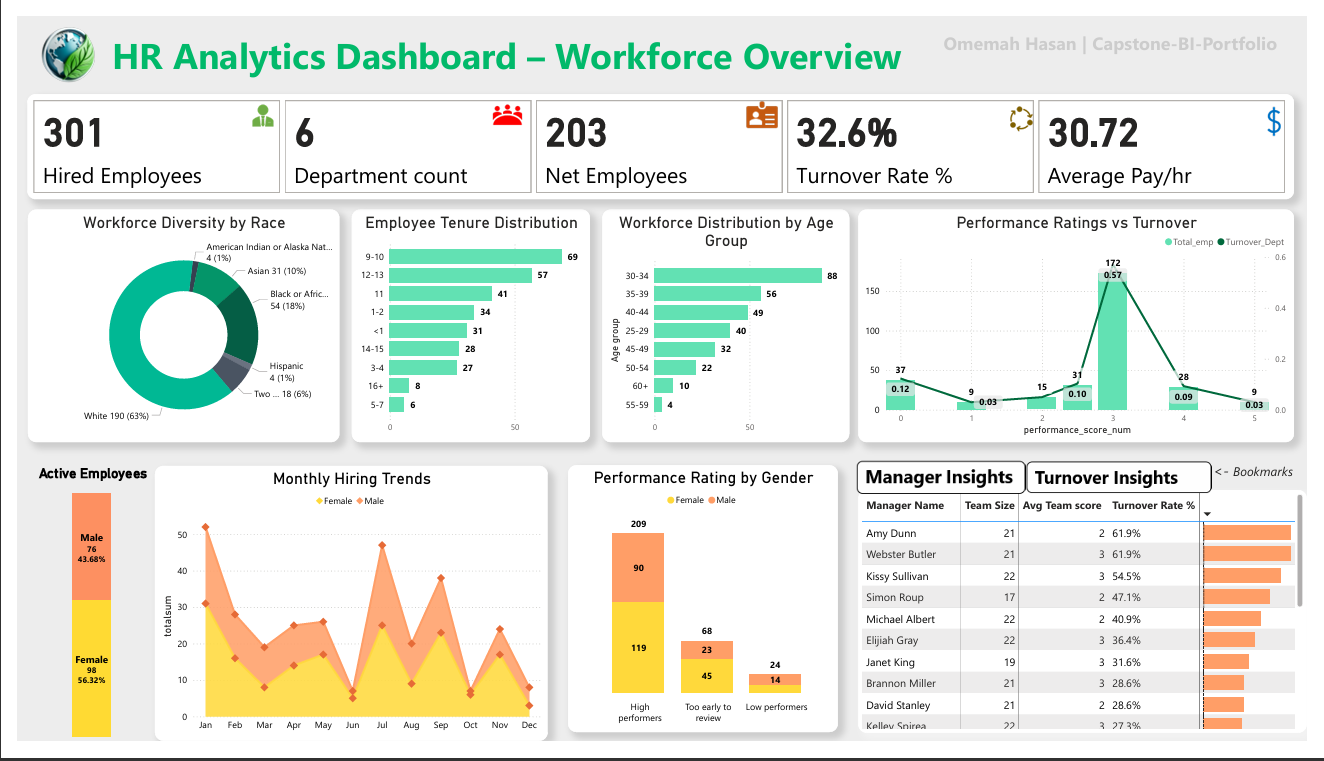 HR Analytics Dashboard – Workforce Overview
Omemah Hasan | Capstone-BI-Portfolio
301
Hired Employees
6
Department count
203
Net Employees
32.6%
Turnover Rate %
$
30.72
Average Pay/hr
Workforce Diversity by Race
American Indian or Alaska Nat...
4 (1%)
Asian 31 (10%)
Black or Afric...
54 (18%)
Hispanic
4 (1%)
Two ... 18 (6%)
White 190 (63%)
Employee Tenure Distribution
9-10 69
12-13 57
11 41
1-2 34
<1 31
14-15 28
3-4 27
16+ 8
5-7 6
0 50
Workforce Distribution by Age
Group
Age group
30-34 88
35-39 56
40-44 49
25-29 40
45-49 32
50-54 22
60+ 10
55-59 4
0 50
Performance Ratings vs Turnover
Total_emp Turnover_Dept
150
100
50
0
0.6
0.4
0.2
0.0
37
0.12
9
0.03
15
31
0.10
172
0.57
28
0.09
9
0.03
0 1 2 3 4 5
performance_score_num
Active Employees
Male
76
43.68%
Female
98
56.32%
Monthly Hiring Trends
Female Male
totalsum
50
40
30
20
10
0
Jan Feb Mar Apr May Jun Jul Aug Sep Oct Nov Dec
Performance Rating by Gender
Female Male
209
90
119
68
23
45
24
14
High
performers
Too early to
review
Low performers
Manager Insights
Turnover Insights
<- Bookmarks
Manager Name Team Size Avg Team score Turnover Rate %
Amy Dunn 21 2 61.9%
Webster Butler 21 3 61.9%
Kissy Sullivan 22 3 54.5%
Simon Roup 17 2 47.1%
Michael Albert 22 2 40.9%
Elijiah Gray 22 3 36.4%
Janet King 19 3 31.6%
Brannon Miller 21 3 28.6%
David Stanley 21 2 28.6%
Kelley Spirea 22 3 27.3%